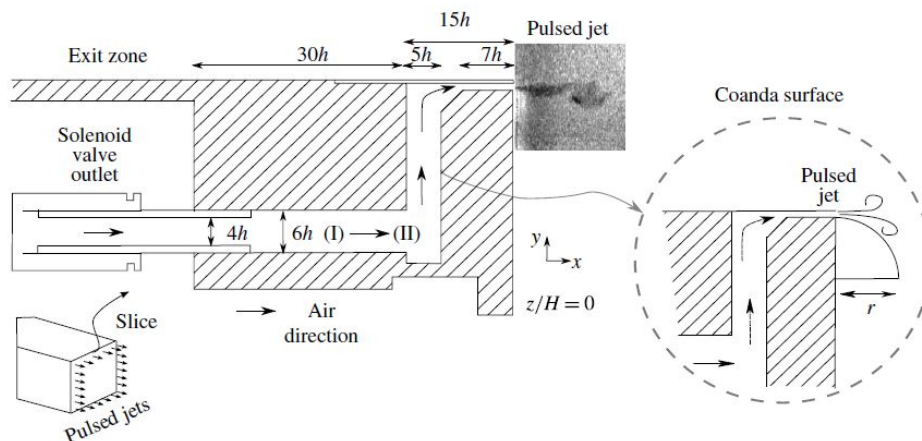 15h
Pulsed jet
Exit zone
30h
5h
7h
Coanda surface
Solenoid
valve
outlet
Pulsed
jet
4h
6h
(I)
(II)
y
x
z/H = 0
Slice
Air
direction
r
Pulsed jets